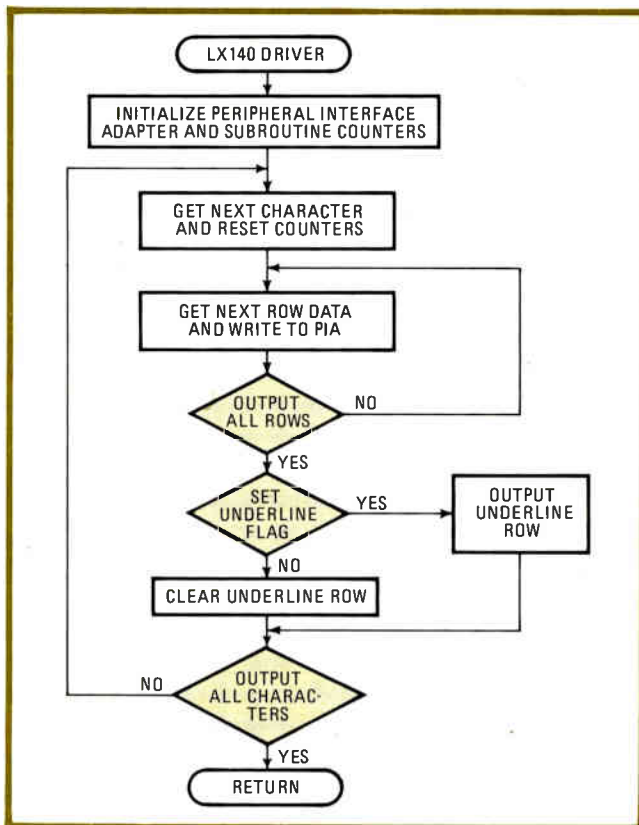 LX140 DRIVER
INITIALIZE PERIPHERAL INTERFACE
ADAPTER AND SUBROUTINE COUNTERS
GET NEXT CHARACTER
AND RESET COUNTERS
GET NEXT ROW DATA
AND WRITE TO PIA
OUTPUT
ALL ROWS
NO
YES
SET
UNDERLINE
FLAG
YES
OUTPUT
UNDERLINE
ROW
NO
CLEAR UNDERLINE ROW
NO
OUTPUT
ALL CHARAC-
TERS
YES
RETURN